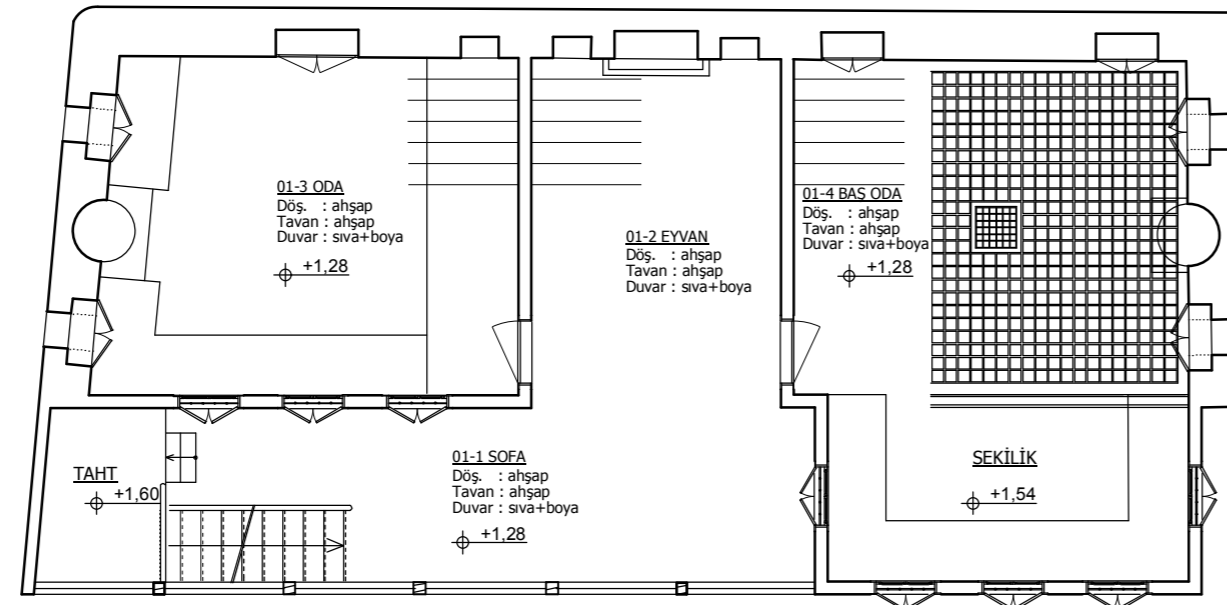 01-3 ODA
Döş. : ahşap
Tavan : ahşap
Duvar : sıva+boya
+1,28
01-2 EYVAN
Döş. : ahşap
Tavan : ahşap
Duvar : sıva+boya
01-4 BAŞ ODA
Döş. : ahşap
Tavan : ahşap
Duvar : sıva+boya
+1,28
TAHT
+1,60
01-1 SOFA
Döş. : ahşap
Tavan : ahşap
Duvar : sıva+boya
+1,28
SEKİLİK
+1,54